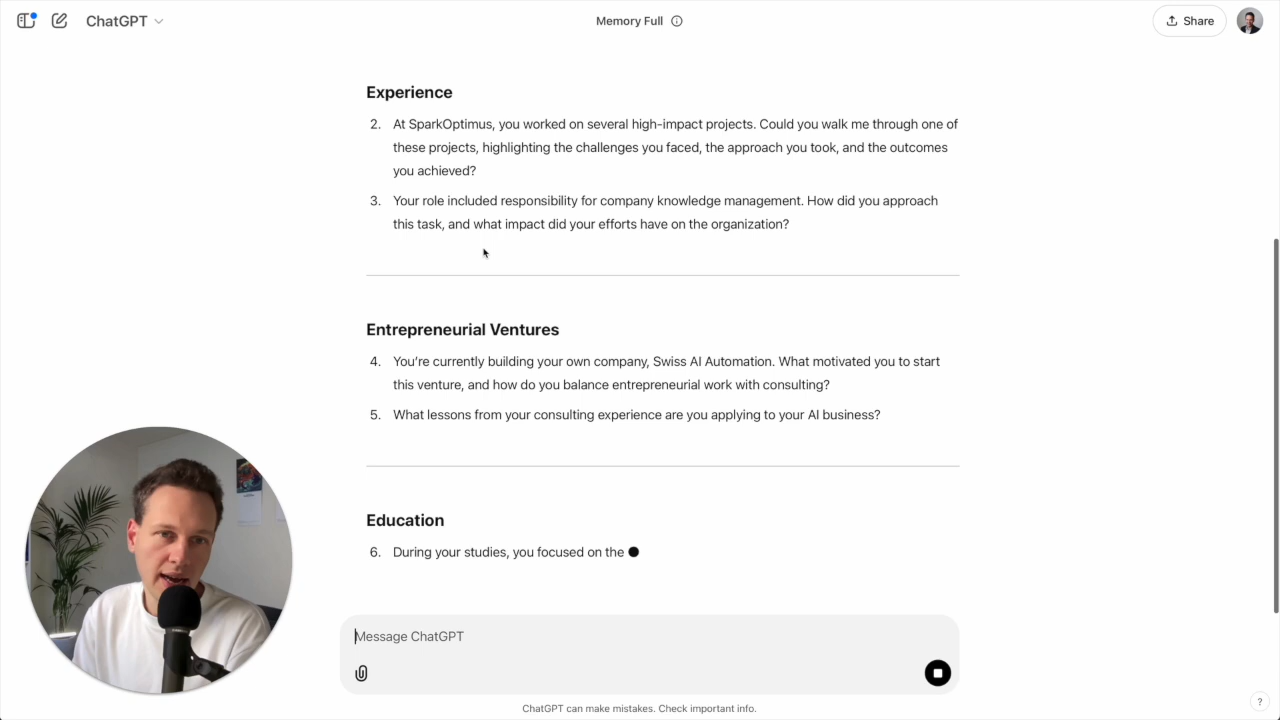 ChatGPT
Memory Full
Share
Experience
2. At SparkOptimus, you worked on several high-impact projects. Could you walk me through one of
these projects, highlighting the challenges you faced, the approach you took, and the outcomes
you achieved?
3. Your role included responsibility for company knowledge management. How did you approach
this task, and what impact did your efforts have on the organization?
Entrepreneurial Ventures
4. You’re currently building your own company, Swiss AI Automation. What motivated you to start
this venture, and how do you balance entrepreneurial work with consulting?
5. What lessons from your consulting experience are you applying to your AI business?
Education
6. During your studies, you focused on the
Message ChatGPT
ChatGPT can make mistakes. Check important info.
?